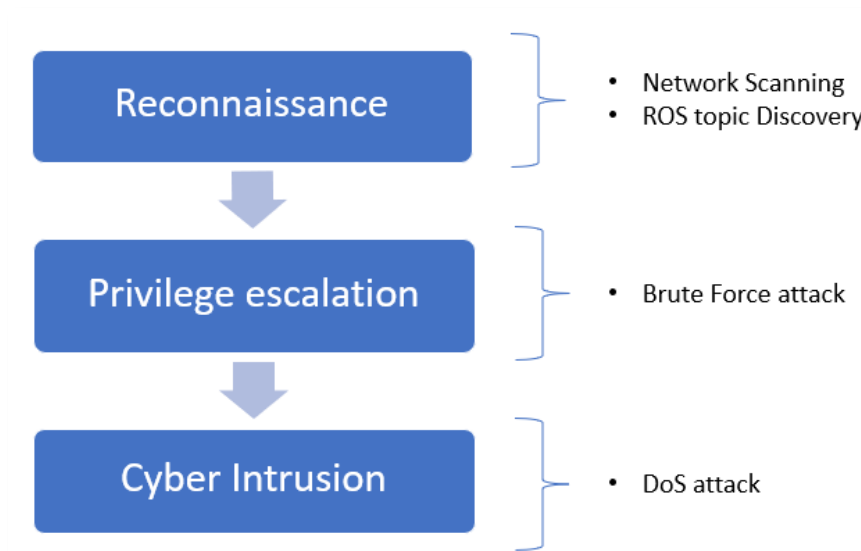 Reconnaissance
• Network Scanning
• ROS topic Discovery
Privilege escalation
• Brute Force attack
Cyber Intrusion
• DoS attack